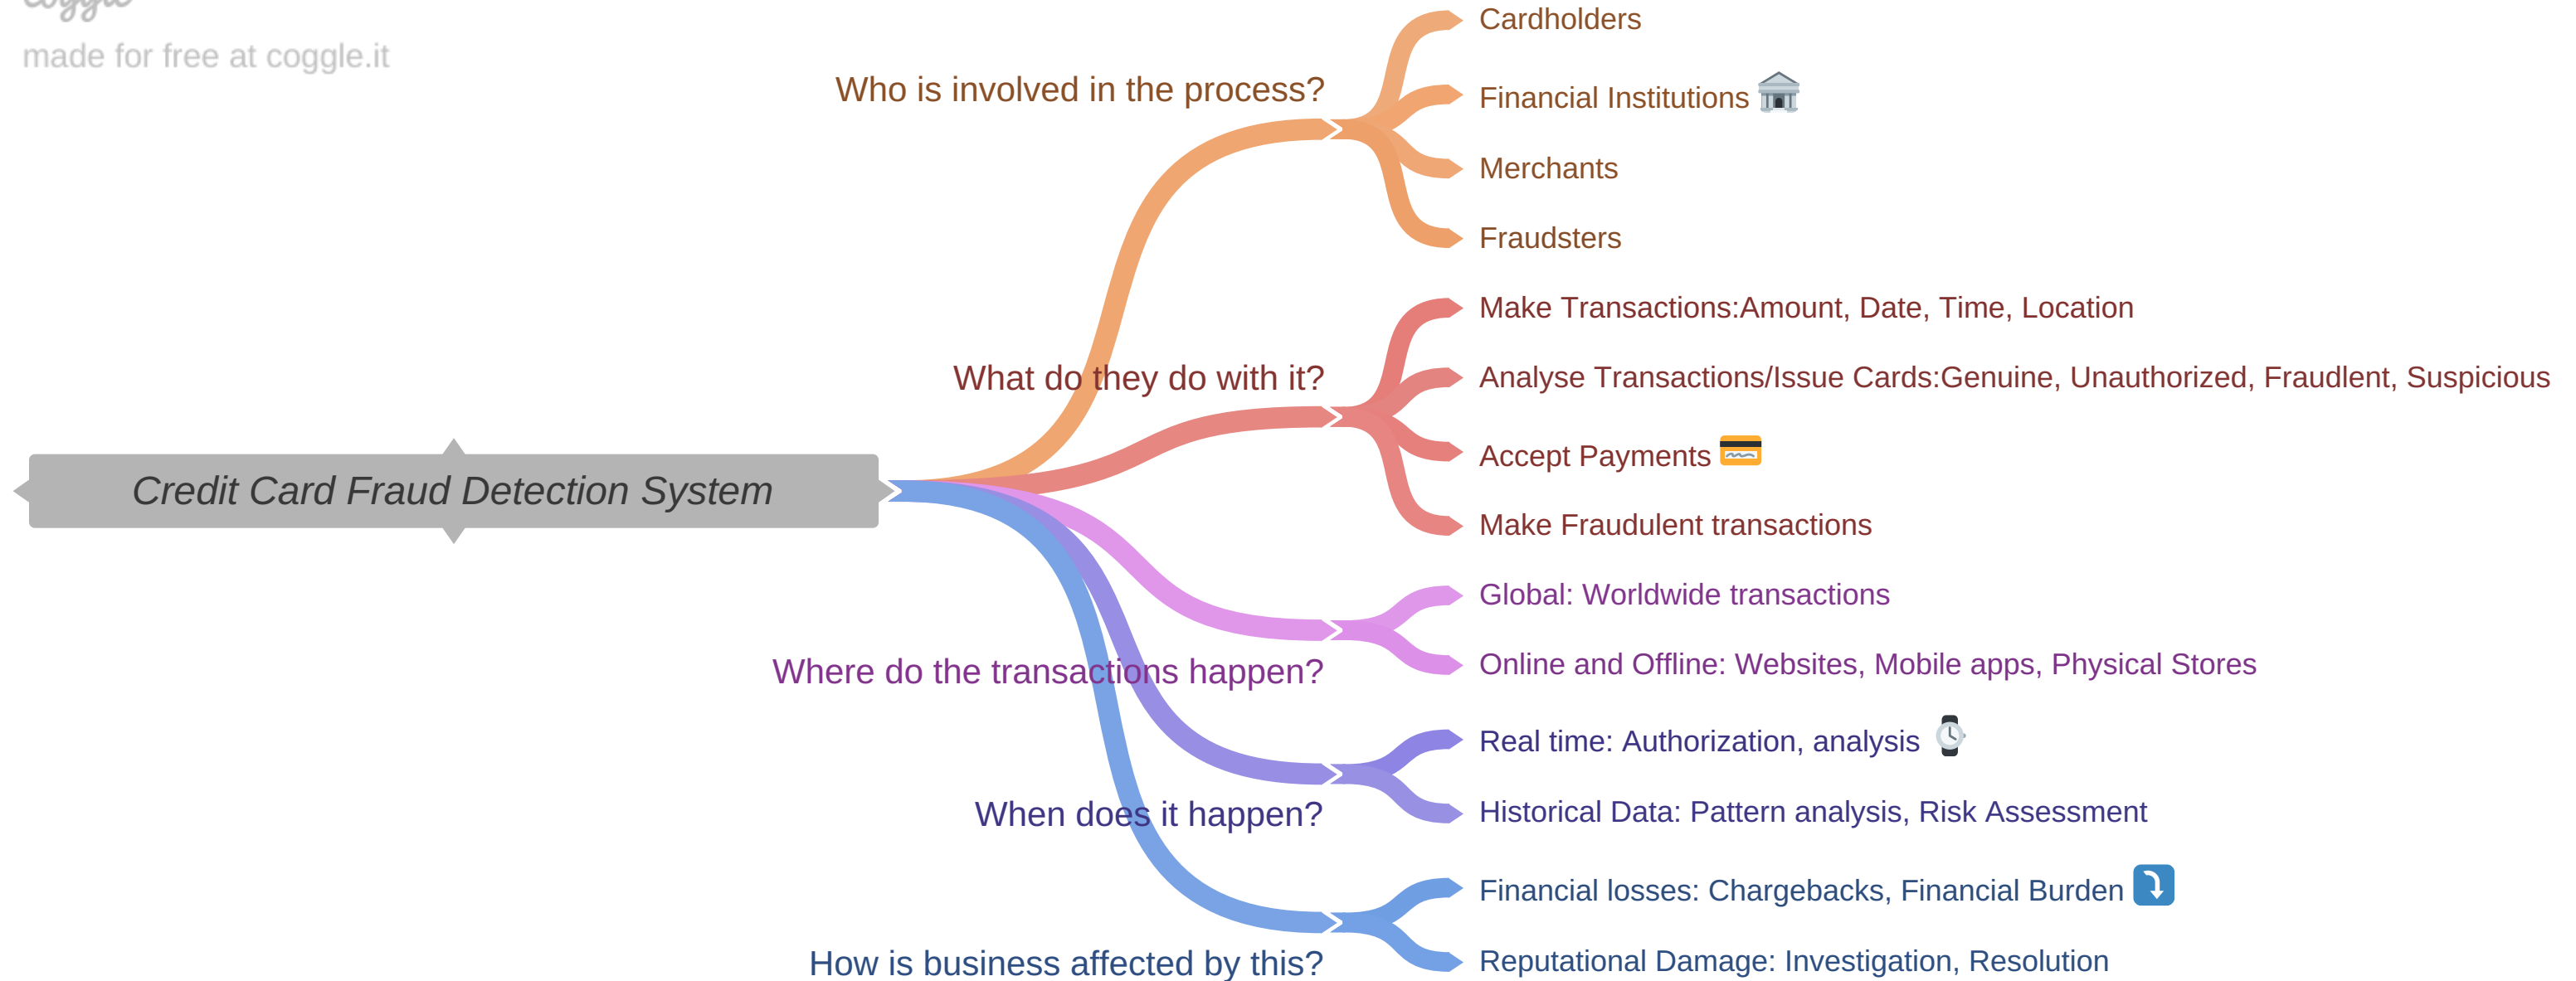 coggle
made for free at coggle.it
Who is involved in the process?
Cardholders
Financial Institutions
Merchants
Fraudsters
What do they do with it?
Make Transactions:Amount, Date, Time, Location
Analyse Transactions/Issue Cards:Genuine, Unauthorized, Fraudlent, Suspicious
Accept Payments
Make Fraudulent transactions
Credit Card Fraud Detection System
Where do the transactions happen?
Global: Worldwide transactions
Online and Offline: Websites, Mobile apps, Physical Stores
When does it happen?
Real time: Authorization, analysis
Historical Data: Pattern analysis, Risk Assessment
How is business affected by this?
Financial losses: Chargebacks, Financial Burden
Reputational Damage: Investigation, Resolution